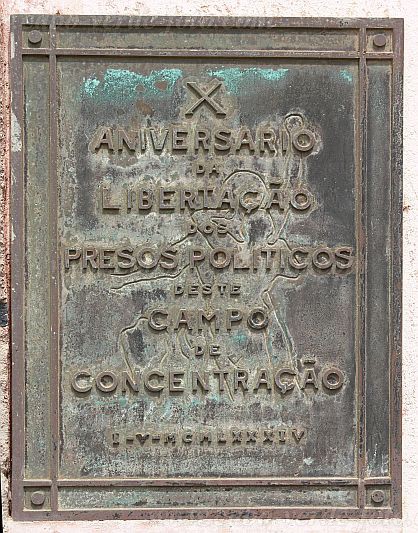 X
ANIVERSARIO
DA
LIBERTAÇÃO
DOS
PRESOS POLITICOS
DESTE
CAMPO
DE
CONCENTRAÇÃO
I-V-MCMLXXXIV